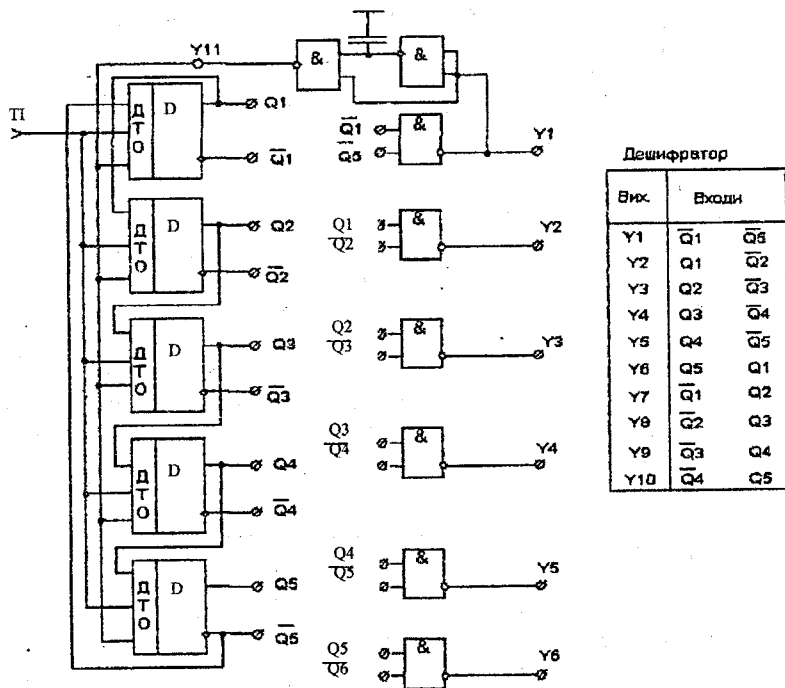 Y11
&
&
TI
Д
Т
О
D
Q1
Q̅1
Q̅1
Q̅5
&
Y1
Д
Т
О
D
Q2
Q̅2
Q1
Q̅2
&
Y2
Д
Т
О
D
Q3
Q̅3
Q2
Q̅3
&
Y3
Д
Т
О
D
Q4
Q̅4
Q3
Q̅4
&
Y4
Д
Т
О
D
Q5
Q̅5
Q4
Q̅5
&
Y5
Q5
Q̅6
&
Y6
Дешифратор
Вих. Входи
Y1 Q̅1 Q̅5
Y2 Q1 Q̅2
Y3 Q2 Q̅3
Y4 Q3 Q̅4
Y5 Q4 Q̅5
Y6 Q5 Q1
Y7 Q̅1 Q2
Y8 Q̅2 Q3
Y9 Q̅3 Q4
Y10 Q̅4 Q5